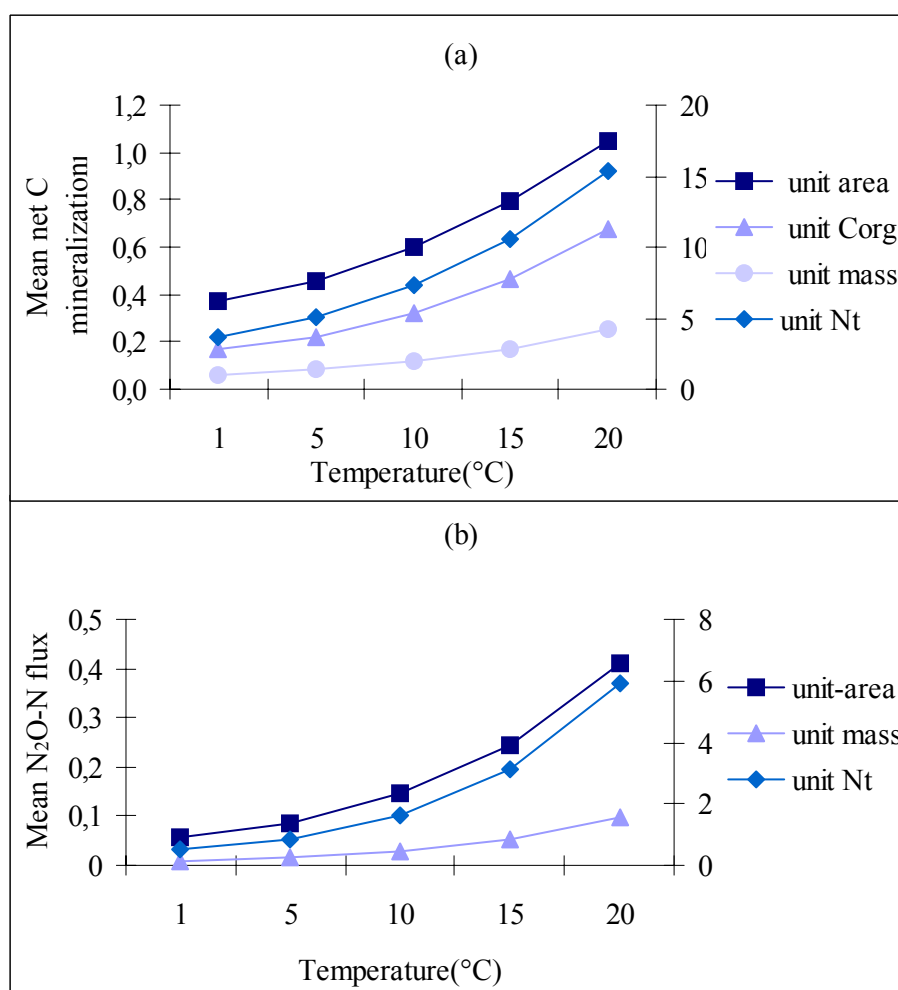 (a)
Mean net C
mineralization
1,2
1,0
0,8
0,6
0,4
0,2
0,0
20
15
10
5
0
1 5 10 15 20
Temperature(°C)
unit area
unit Corg
unit mass
unit Nt
(b)
Mean N₂O-N flux
0,5
0,4
0,3
0,2
0,1
0
8
6
4
2
0
1 5 10 15 20
Temperature(°C)
unit-area
unit mass
unit Nt